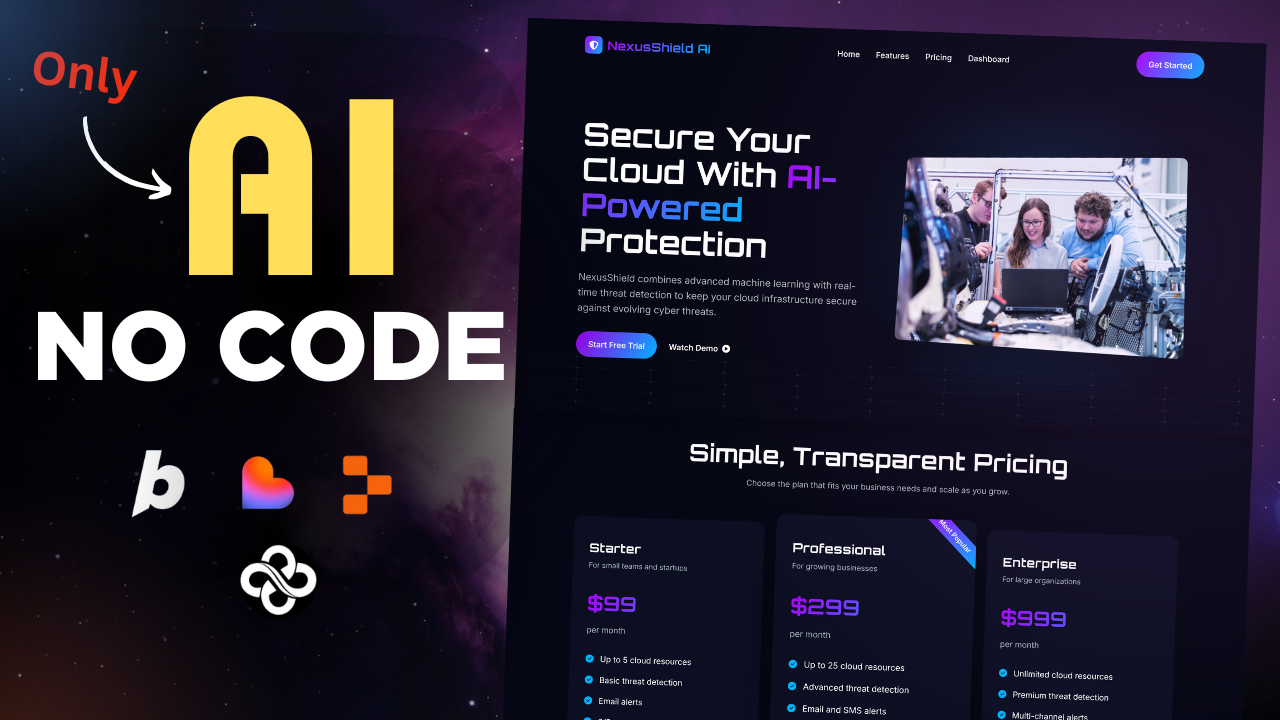 Only
AI
NO CODE
b
NexusShield AI
Home
Features
Pricing
Dashboard
Get Started
Secure Your
Cloud With AI-
Powered
Protection
NexusShield combines advanced machine learning with real-
time threat detection to keep your cloud infrastructure secure
against evolving cyber threats.
Start Free Trial
Watch Demo
Simple, Transparent Pricing
Choose the plan that fits your business needs and scale as you grow.
Starter
For small teams and startups
$99
per month
Up to 5 cloud resources
Basic threat detection
Email alerts
Most Popular
Professional
For growing businesses
$299
per month
Up to 25 cloud resources
Advanced threat detection
Email and SMS alerts
Enterprise
For large organizations
$999
per month
Unlimited cloud resources
Premium threat detection
Multi-channel alerts